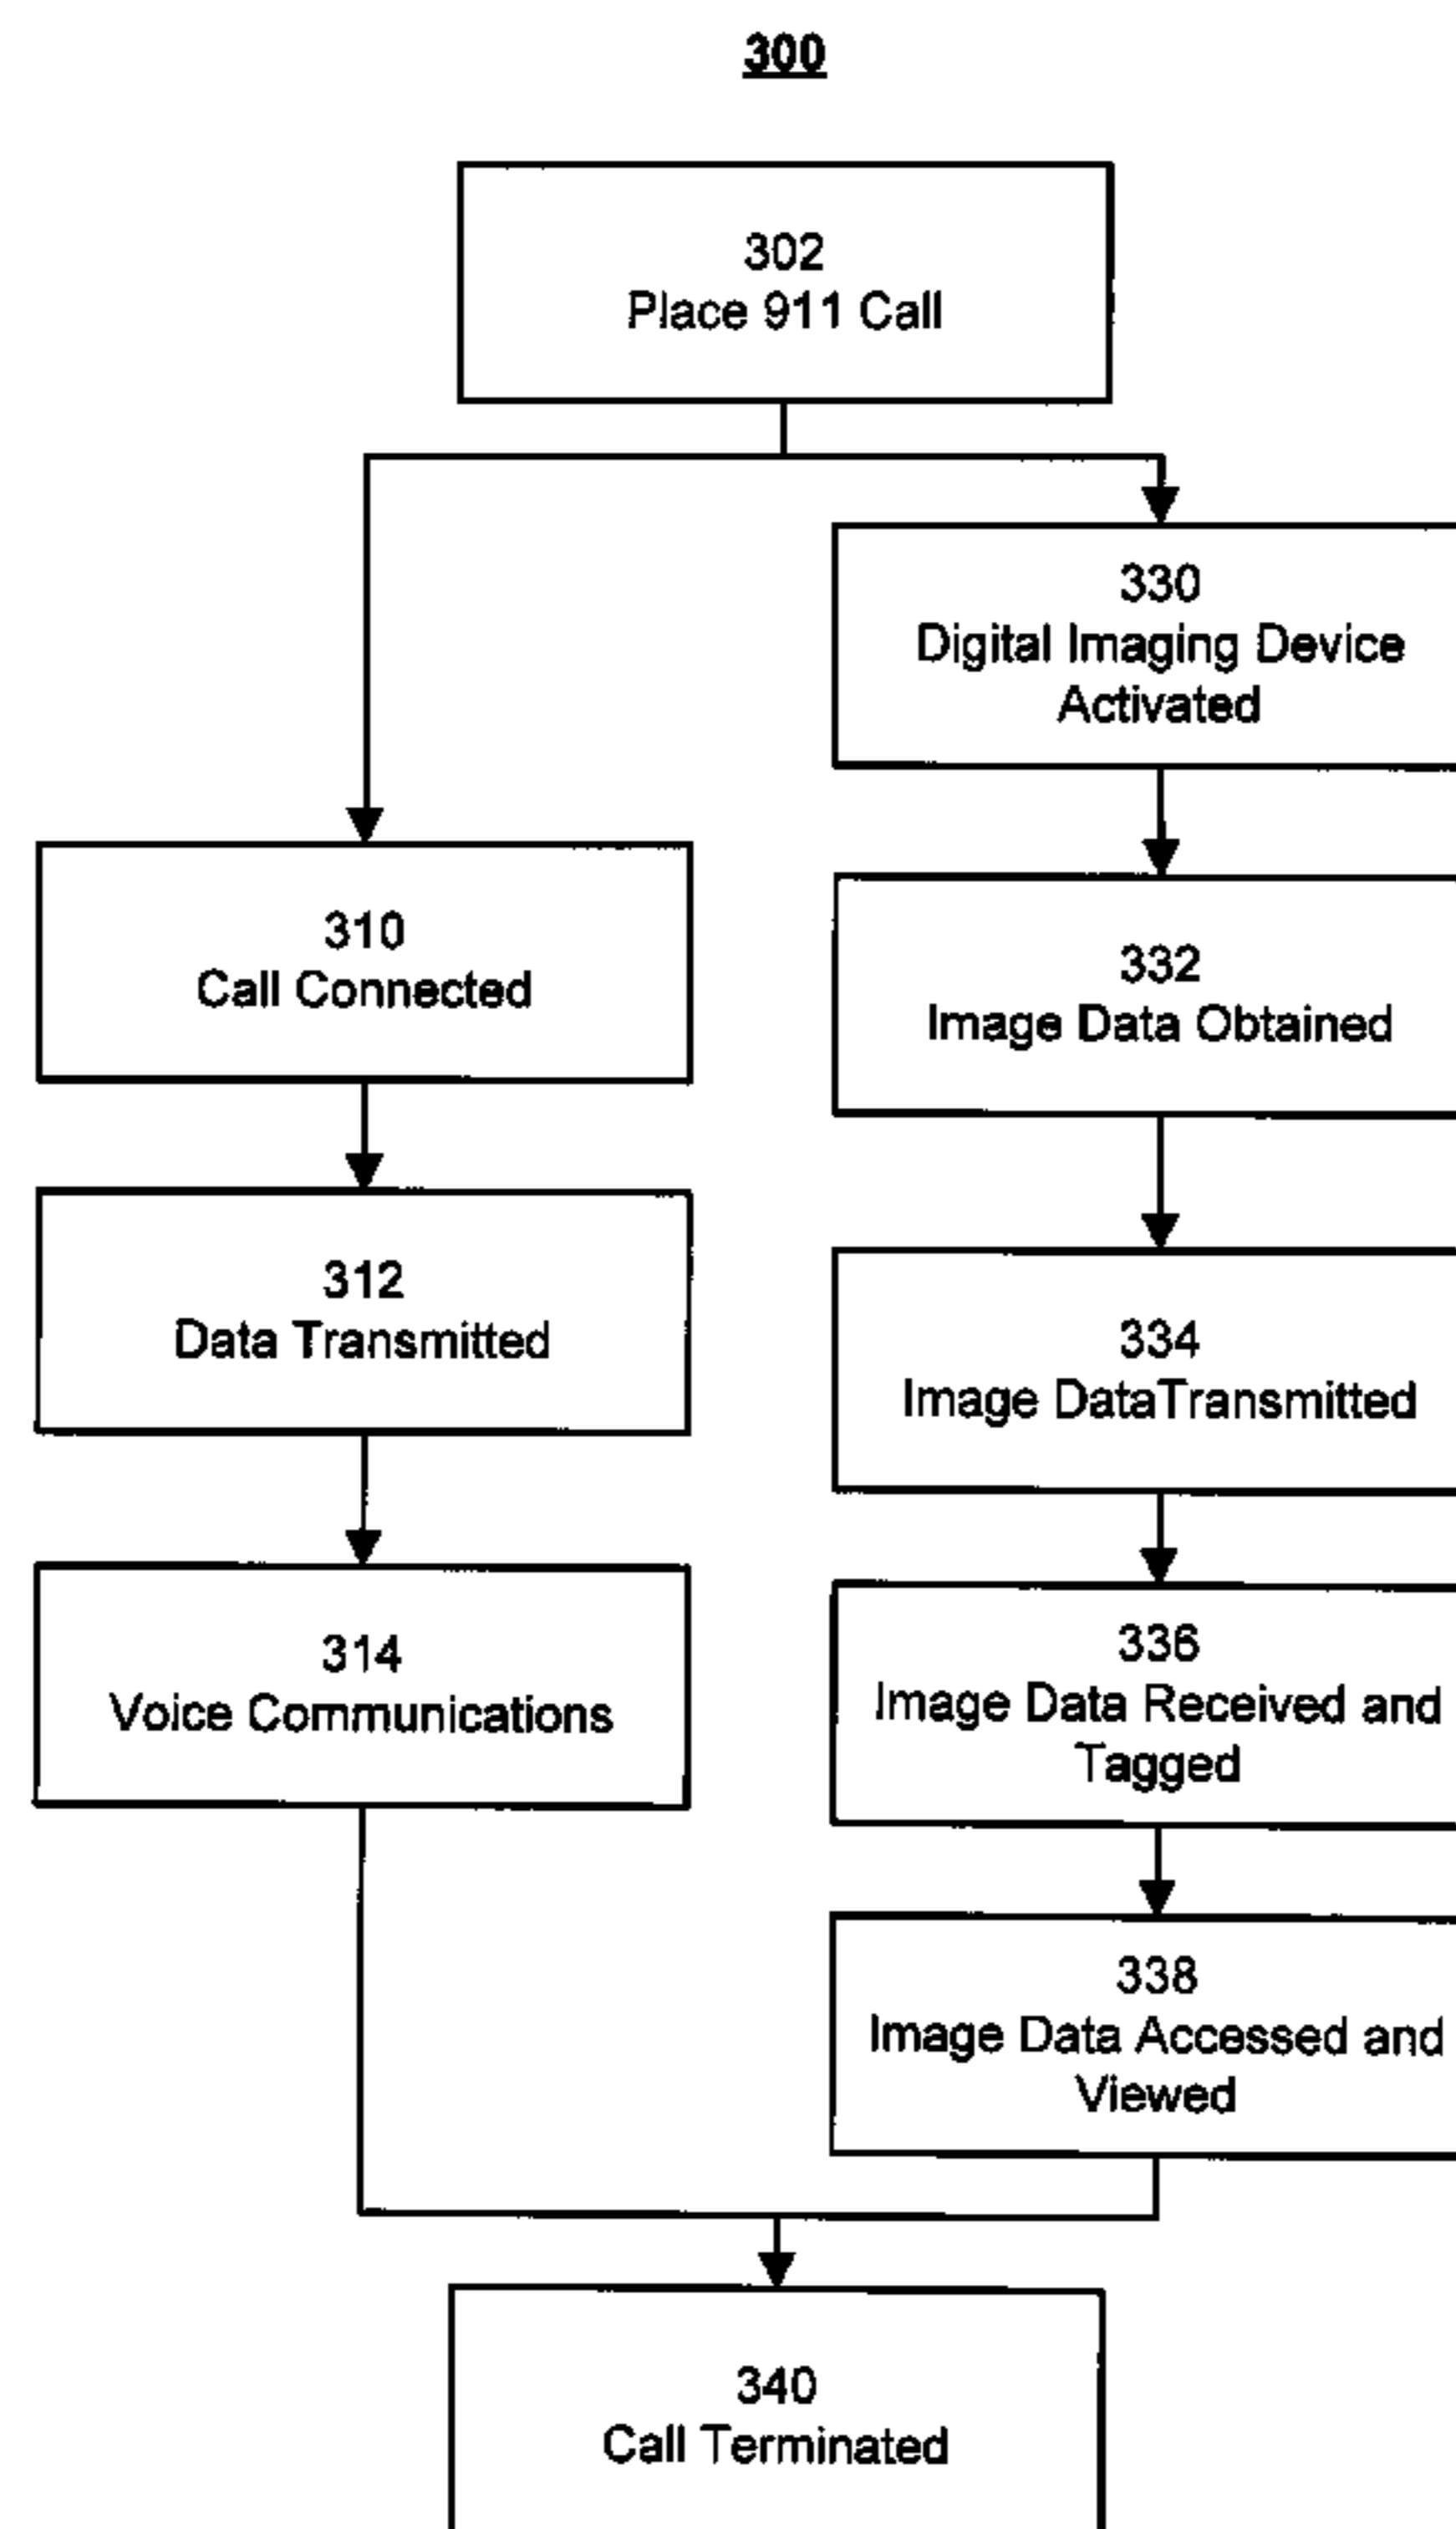 300
302
Place 911 Call
330
Digital Imaging Device
Activated
310
Call Connected
332
Image Data Obtained
312
Data Transmitted
334
Image DataTransmitted
314
Voice Communications
336
Image Data Received and
Tagged
338
Image Data Accessed and
Viewed
340
Call Terminated